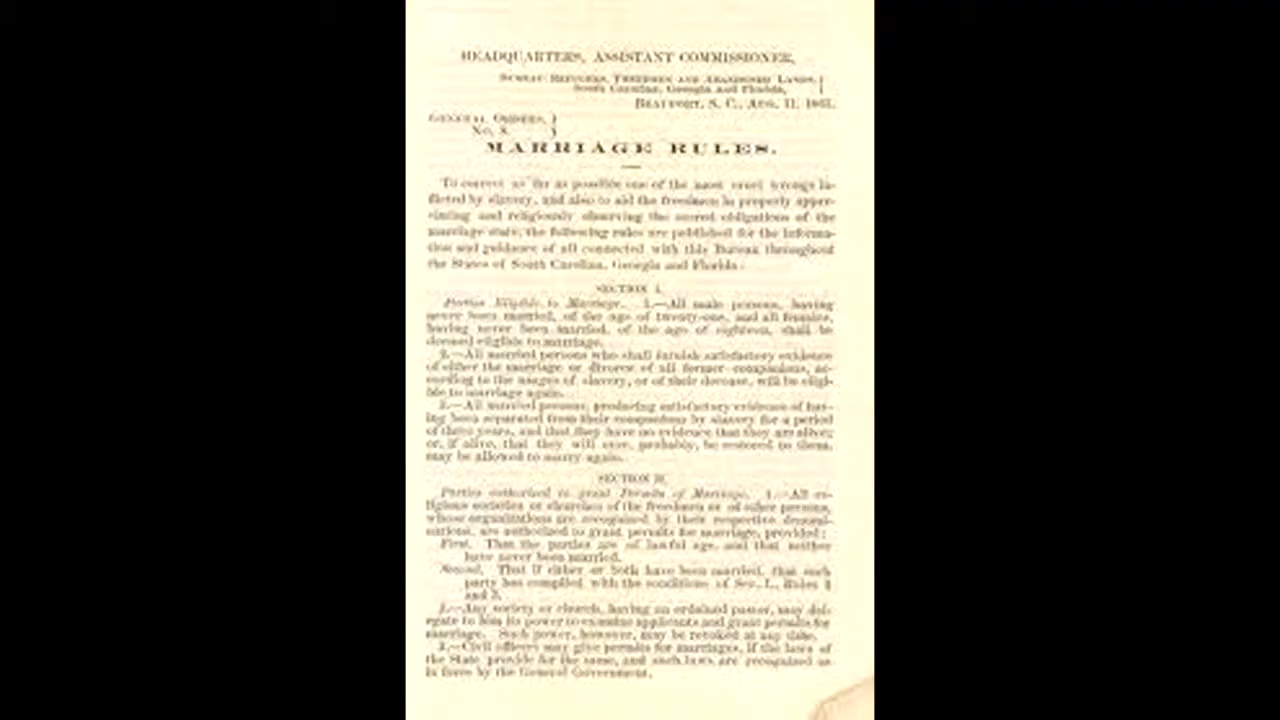 HEADQUARTERS, ASSISTANT COMMISSIONER,
BUREAU REFUGEES, FREEDMEN AND ABANDONED LANDS,
South Carolina, Georgia and Florida,
BEAUFORT, S. C., AUG. 11, 1865.
GENERAL ORDERS,
No. 8.
MARRIAGE RULES.
To correct as far as possible one of the most cruel wrongs in-
flicted by slavery, and also to aid the freedmen in properly appre-
ciating and religiously observing the sacred obligations of the
marriage state, the following rules are published for the informa-
tion and guidance of all connected with this Bureau throughout
the States of South Carolina, Georgia and Florida:
SECTION I.
Parties Eligible to Marriage. 1.—All male persons, having
never been married, of the age of twenty-one, and all females,
having never been married, of the age of eighteen, shall be
deemed eligible to marriage.
2.—All married persons who shall furnish satisfactory evidence
of either the marriage or divorce of all former companions, ac-
cording to the usages of slavery, or of their decease, will be eligi-
ble to marriage again.
3.—All married persons, producing satisfactory evidence of hav-
ing been separated from their companions by slavery for a period
of three years, and that they have no evidence that they are alive;
or, if alive, that they will ever, probably, be restored to them,
may be allowed to marry again.
SECTION II.
Parties authorized to grant Permits of Marriage. 1.—All re-
ligious societies or churches of the freedmen or of other persons,
whose organizations are recognized by their respective denomi-
nations, are authorized to grant permits for marriage, provided:
First. That the parties are of lawful age, and that neither
have never been married.
Second. That if either or both have been married, that such
party has complied with the conditions of Sec. I., Rules 2
and 3.
2.—Any society or church, having an ordained pastor, may del-
egate to him its power to examine applicants and grant permits for
marriage. Such power, however, may be revoked at any time.
3.—Civil officers may give permits for marriages, if the laws of
the State provide for the same, and such laws are recognized as
in force by the General Government.